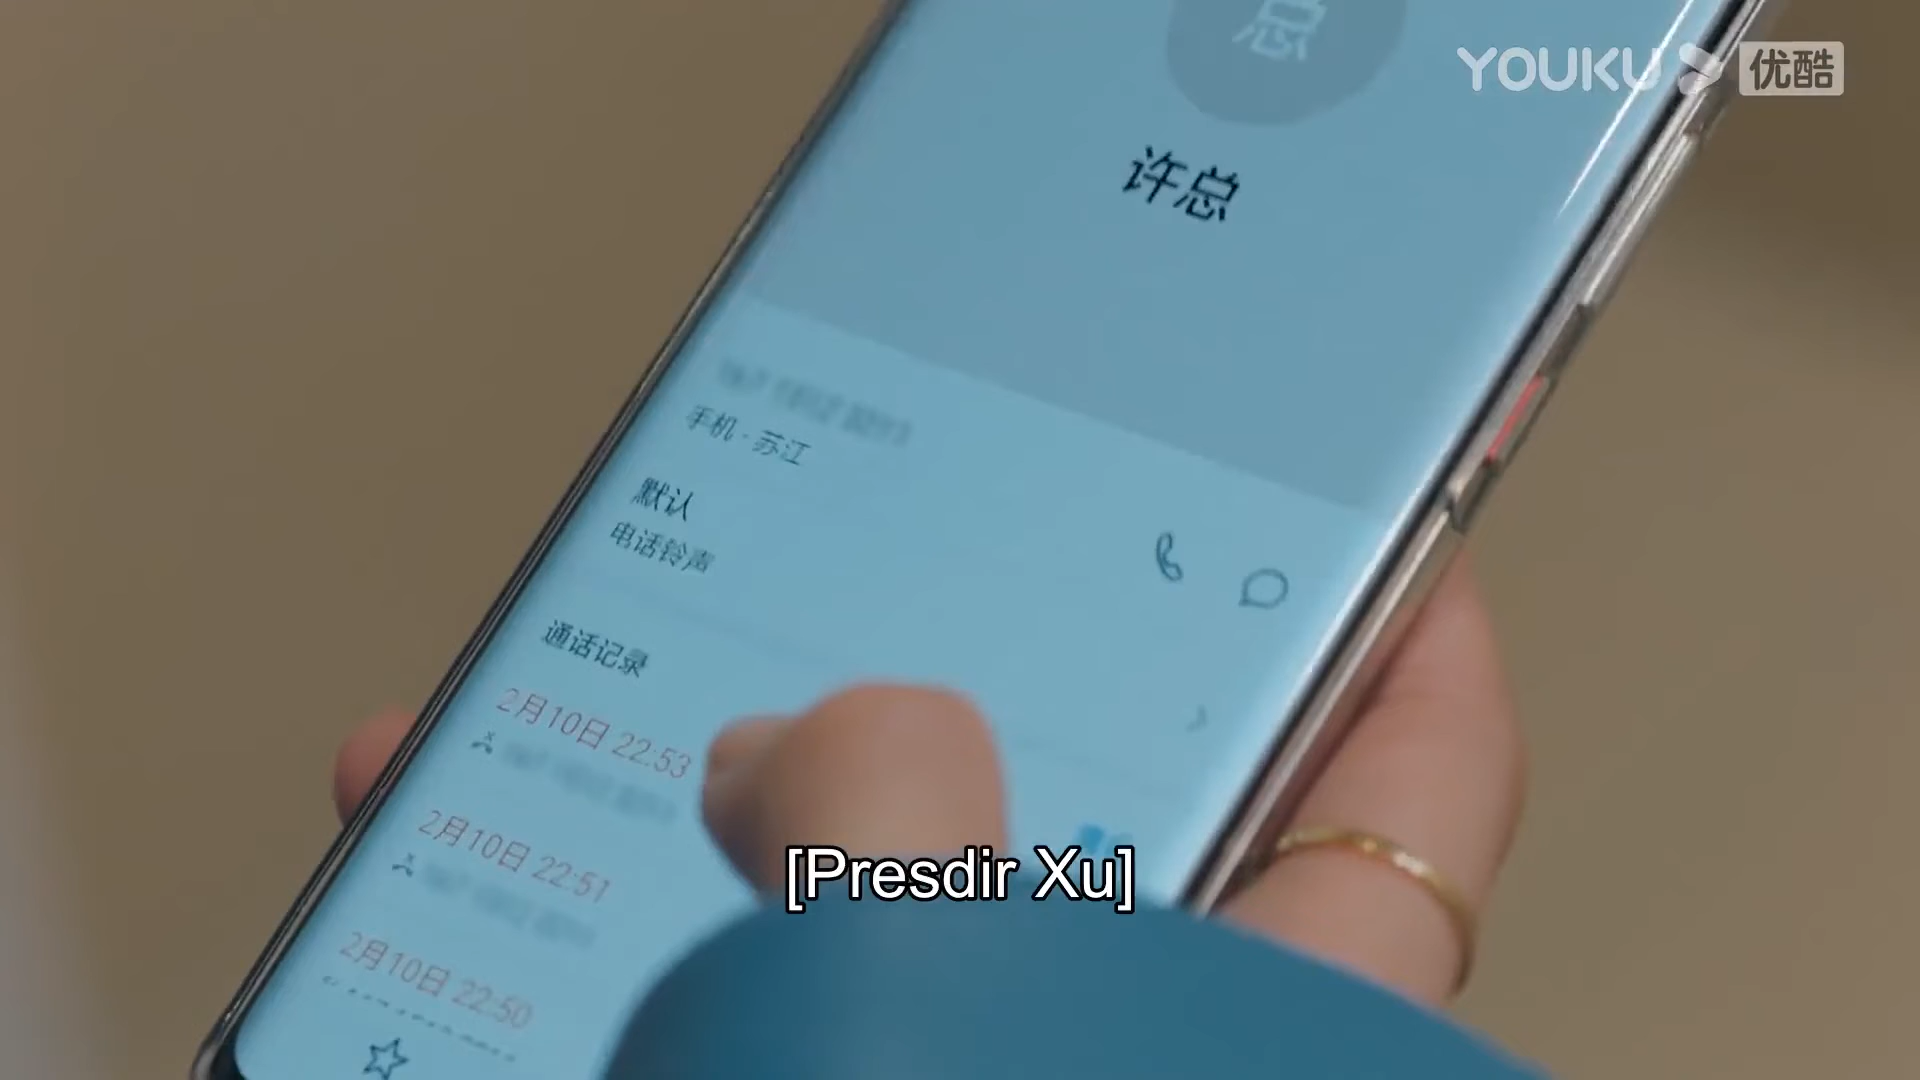 总
YOUKU 优酷
许总
手机·苏江
默认
电话铃声
通话记录
2月10日 22:53
2月10日 22:51
2月10日 22:50
[Presdir Xu]